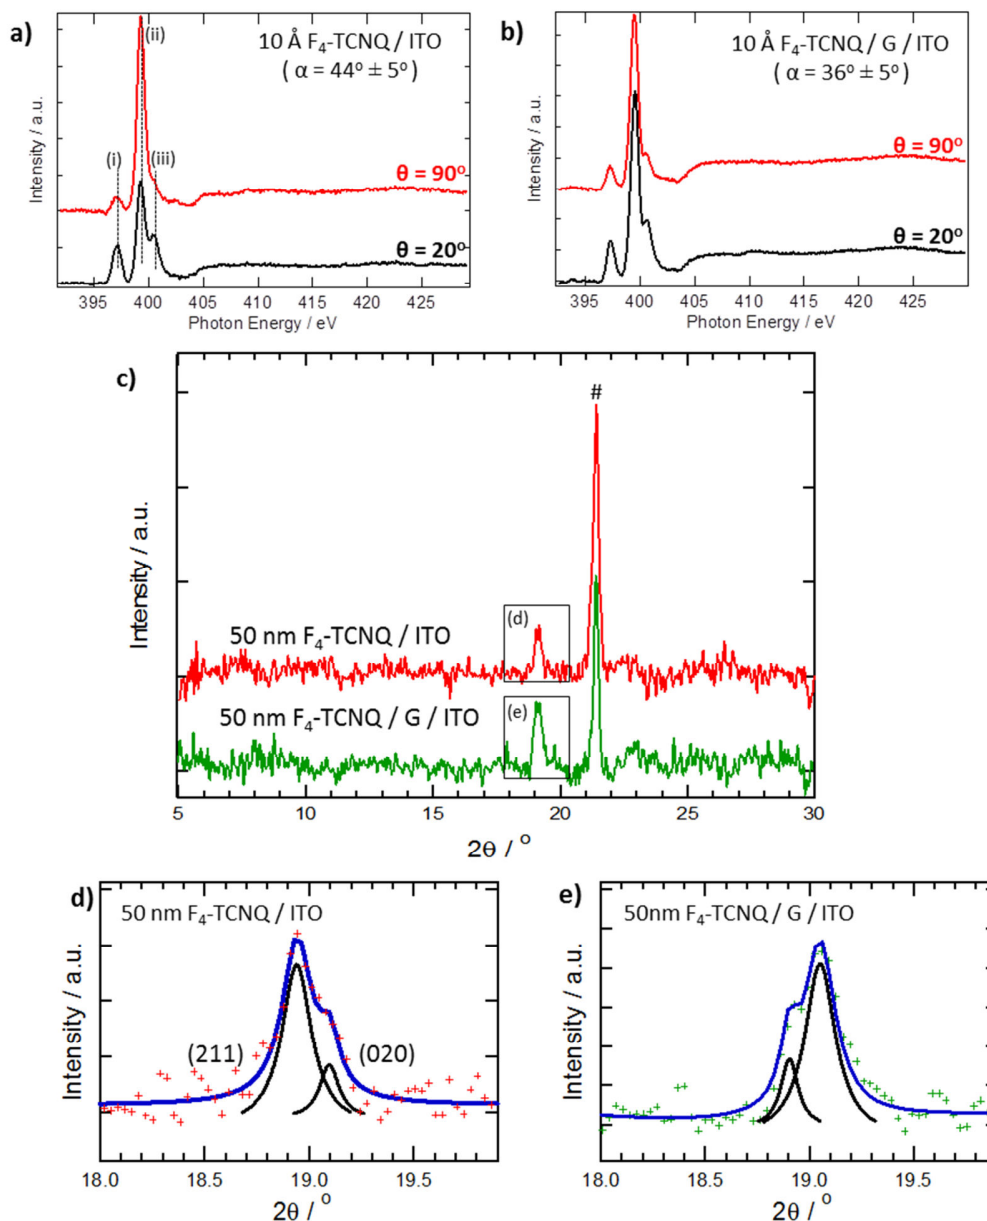 a)
(ii)
10 Å F₄-TCNQ / ITO
( α = 44° ± 5° )
(i)
(iii)
θ = 90°
θ = 20°
Intensity / a.u.
395 400 405 410 415 420 425
Photon Energy / eV
b)
10 Å F₄-TCNQ / G / ITO
( α = 36° ± 5° )
θ = 90°
θ = 20°
Intensity / a.u.
395 400 405 410 415 420 425
Photon Energy / eV
c)
#
(d)
50 nm F₄-TCNQ / ITO
(e)
50 nm F₄-TCNQ / G / ITO
Intensity / a.u.
5 10 15 20 25 30
2θ / °
d)
50 nm F₄-TCNQ / ITO
(211)
(020)
Intensity / a.u.
18.0 18.5 19.0 19.5
2θ / °
e)
50nm F₄-TCNQ / G / ITO
Intensity / a.u.
18.0 18.5 19.0 19.5
2θ / °